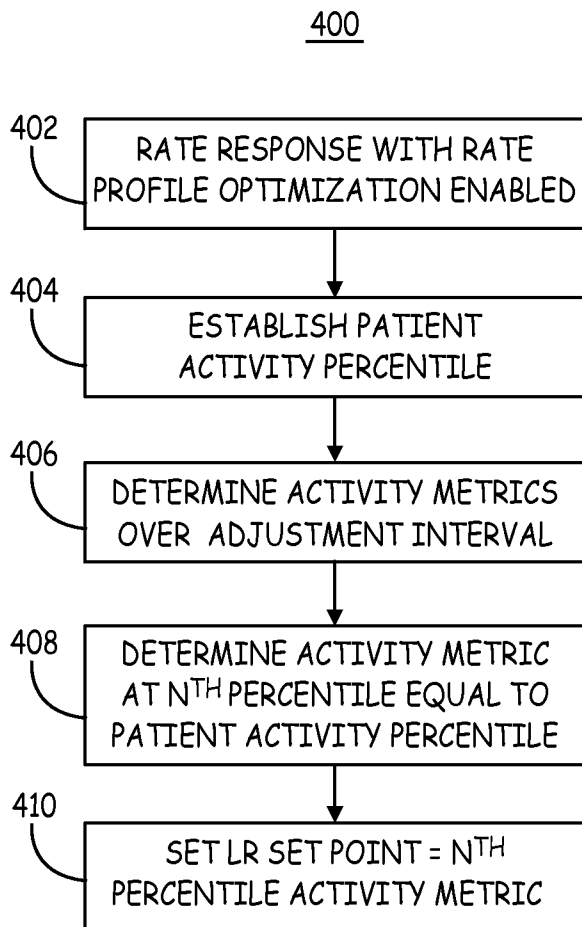 400
402
RATE RESPONSE WITH RATE
PROFILE OPTIMIZATION ENABLED
404
ESTABLISH PATIENT
ACTIVITY PERCENTILE
406
DETERMINE ACTIVITY METRICS
OVER ADJUSTMENT INTERVAL
408
DETERMINE ACTIVITY METRIC
AT NTH PERCENTILE EQUAL TO
PATIENT ACTIVITY PERCENTILE
410
SET LR SET POINT = NTH
PERCENTILE ACTIVITY METRIC